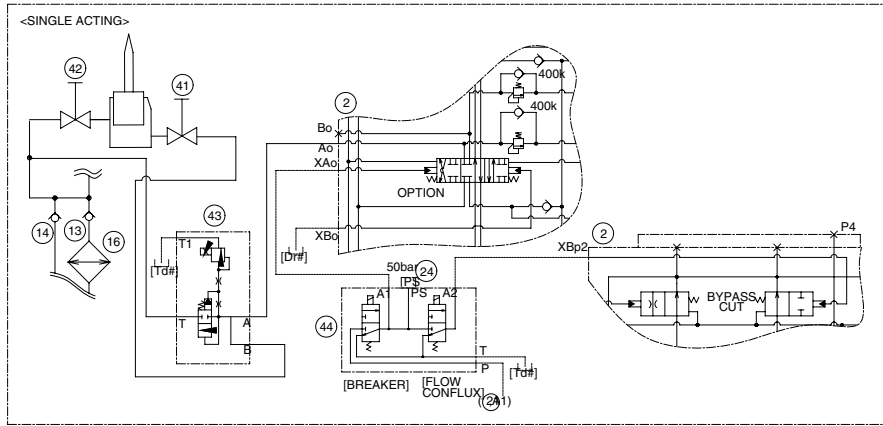 <SINGLE ACTING>
42
41
2
400k
400k
Bo
Ao
XAo
OPTION
XBo
[Dr#]
14
13
16
43
T1
[Td#]
T
A
B
50bar
24
[PS
PS
A1
A2
44
T
P
[Td#]
[BREAKER]
[FLOW
CONFLUX]
2
XBp2
P4
BYPASS
CUT